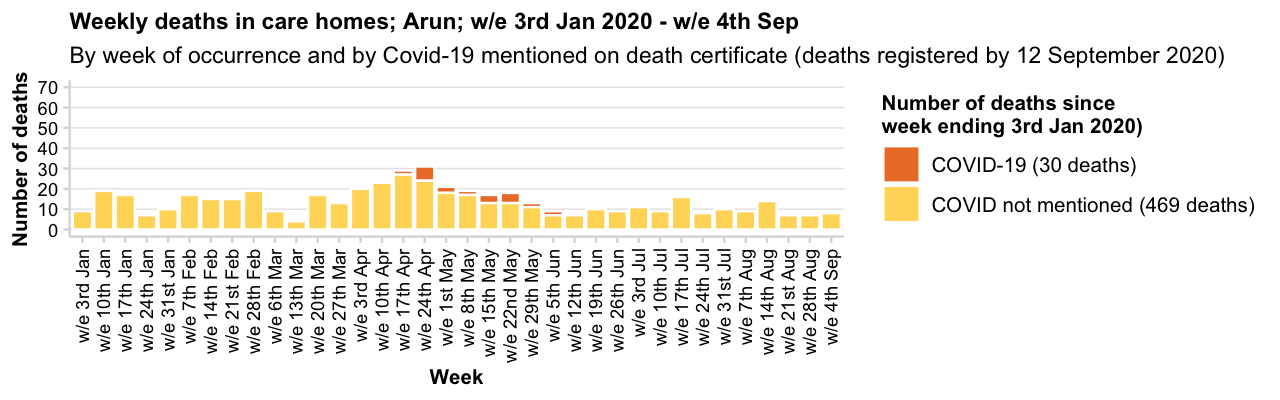 Weekly deaths in care homes; Arun; w/e 3rd Jan 2020 - w/e 4th Sep
By week of occurrence and by Covid-19 mentioned on death certificate (deaths registered by 12 September 2020)
Number of deaths
70
60
50
40
30
20
10
0
w/e 3rd Jan
w/e 10th Jan
w/e 17th Jan
w/e 24th Jan
w/e 31st Jan
w/e 7th Feb
w/e 14th Feb
w/e 21st Feb
w/e 28th Feb
w/e 6th Mar
w/e 13th Mar
w/e 20th Mar
w/e 27th Mar
w/e 3rd Apr
w/e 10th Apr
w/e 17th Apr
w/e 24th Apr
w/e 1st May
w/e 8th May
w/e 15th May
w/e 22nd May
w/e 29th May
w/e 5th Jun
w/e 12th Jun
w/e 19th Jun
w/e 26th Jun
w/e 3rd Jul
w/e 10th Jul
w/e 17th Jul
w/e 24th Jul
w/e 31st Jul
w/e 7th Aug
w/e 14th Aug
w/e 21st Aug
w/e 28th Aug
w/e 4th Sep
Week
Number of deaths since
week ending 3rd Jan 2020)
COVID-19 (30 deaths)
COVID not mentioned (469 deaths)